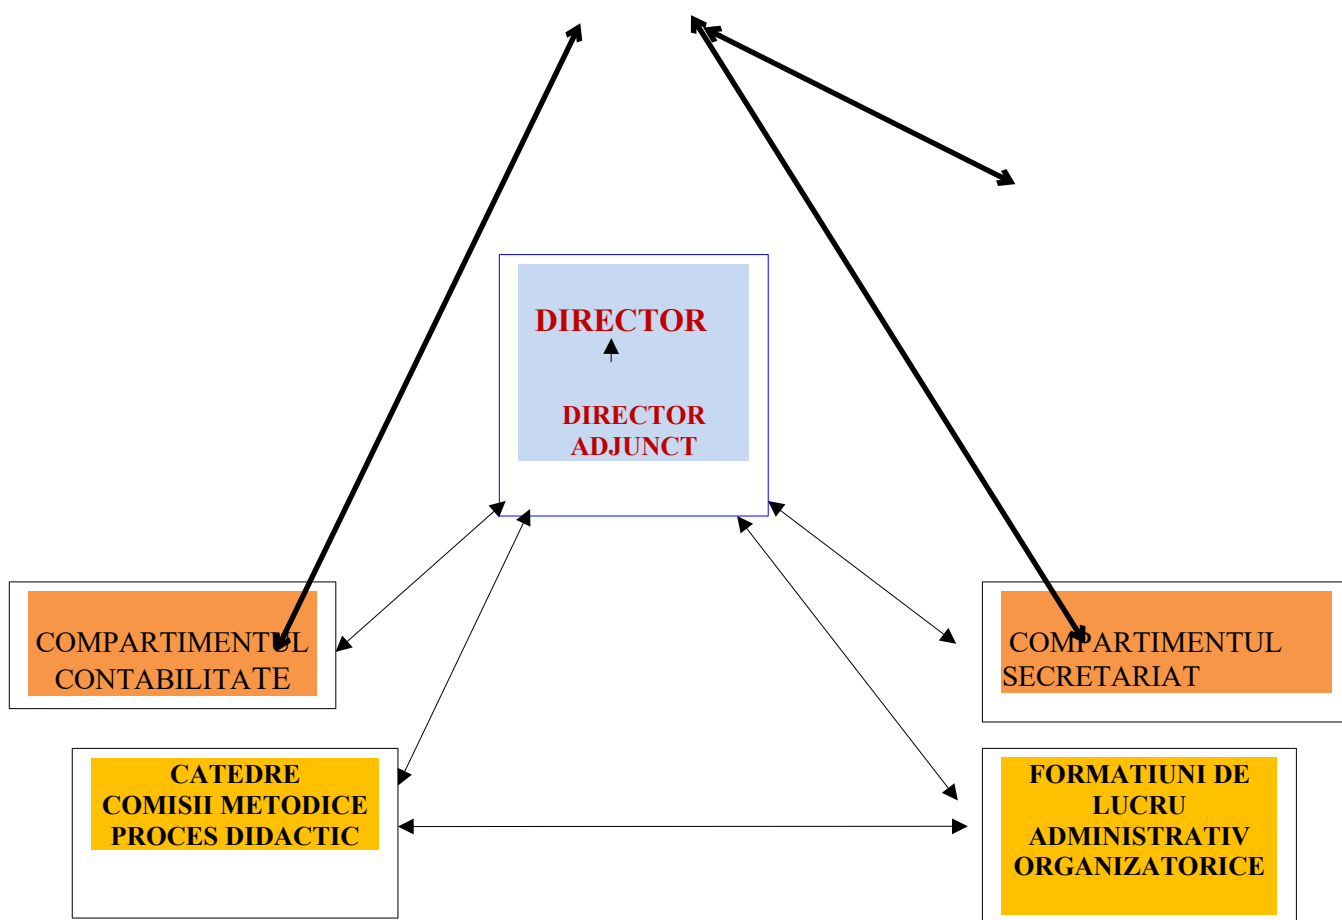 DIRECTOR
DIRECTOR
ADJUNCT
COMPARTIMENTUL
CONTABILITATE
COMPARTIMENTUL
SECRETARIAT
CATEDRE
COMISII METODICE
PROCES DIDACTIC
FORMATIUNI DE
LUCRU
ADMINISTRATIV
ORGANIZATORICE